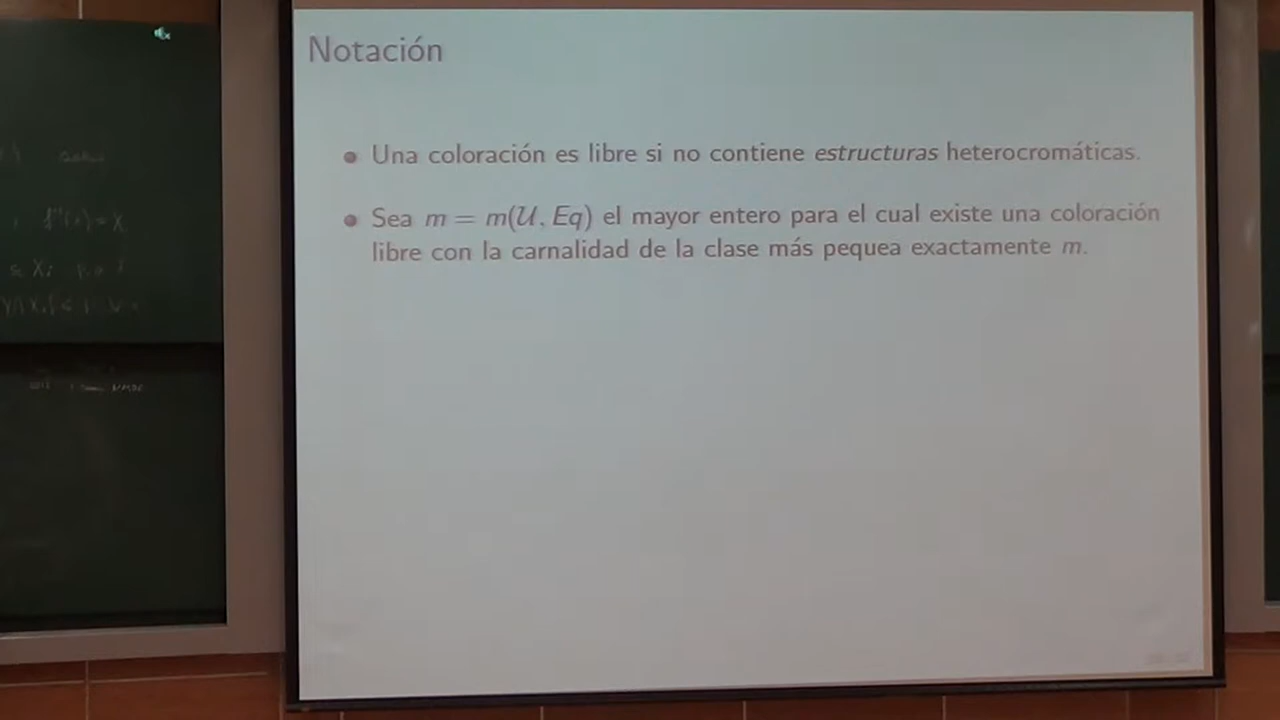 Notación
Una coloración es libre si no contiene estructuras heterocromáticas.
Sea m = m(𝒰, Eq) el mayor entero para el cual existe una coloración
libre con la carnalidad de la clase más pequea exactamente m.